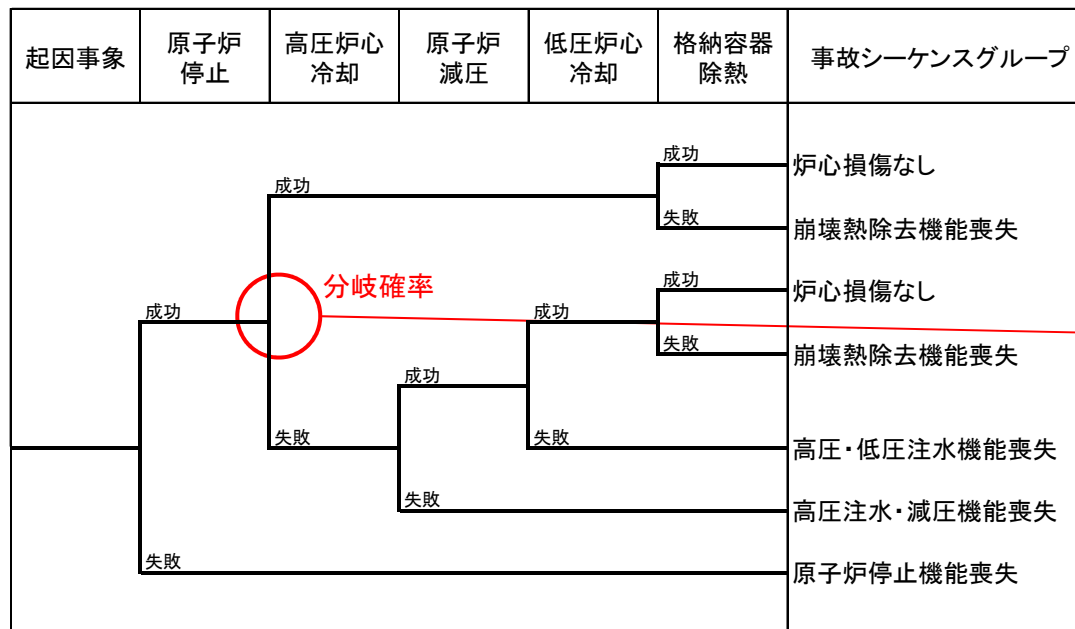 起因事象
原子炉
停止
高圧炉心
冷却
原子炉
減圧
低圧炉心
冷却
格納容器
除熱
事故シーケンスグループ
成功
炉心損傷なし
成功
失敗
崩壊熱除去機能喪失
分岐確率
成功
炉心損傷なし
成功
成功
失敗
崩壊熱除去機能喪失
成功
失敗
失敗
高圧・低圧注水機能喪失
失敗
高圧注水・減圧機能喪失
失敗
原子炉停止機能喪失